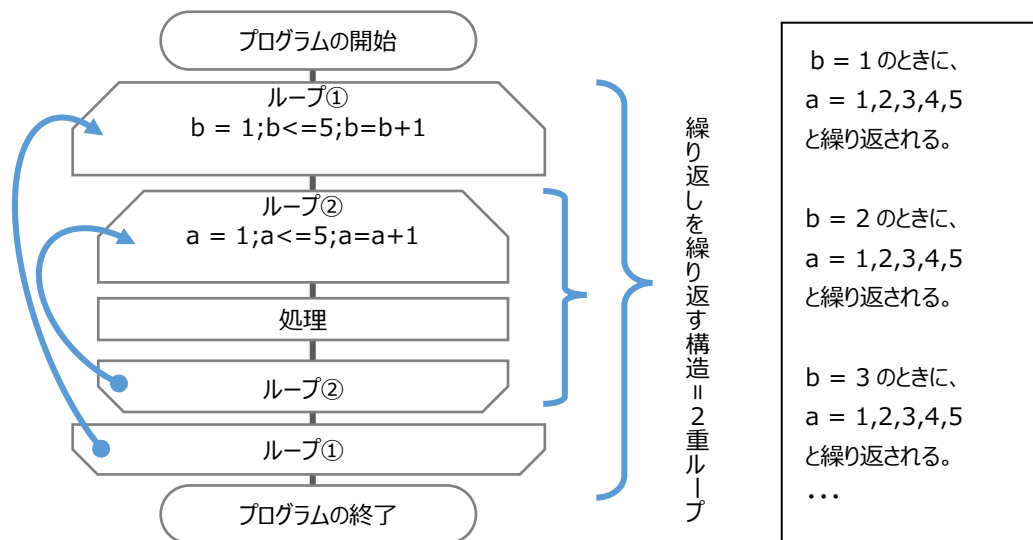 プログラムの開始
ループ①
b = 1;b<=5;b=b+1
ループ②
a = 1;a<=5;a=a+1
処理
ループ②
ループ①
プログラムの終了
繰り返しを繰り返す構造＝２重ループ
b = 1 のときに、
a = 1,2,3,4,5
と繰り返される。
b = 2 のときに、
a = 1,2,3,4,5
と繰り返される。
b = 3 のときに、
a = 1,2,3,4,5
と繰り返される。
・・・